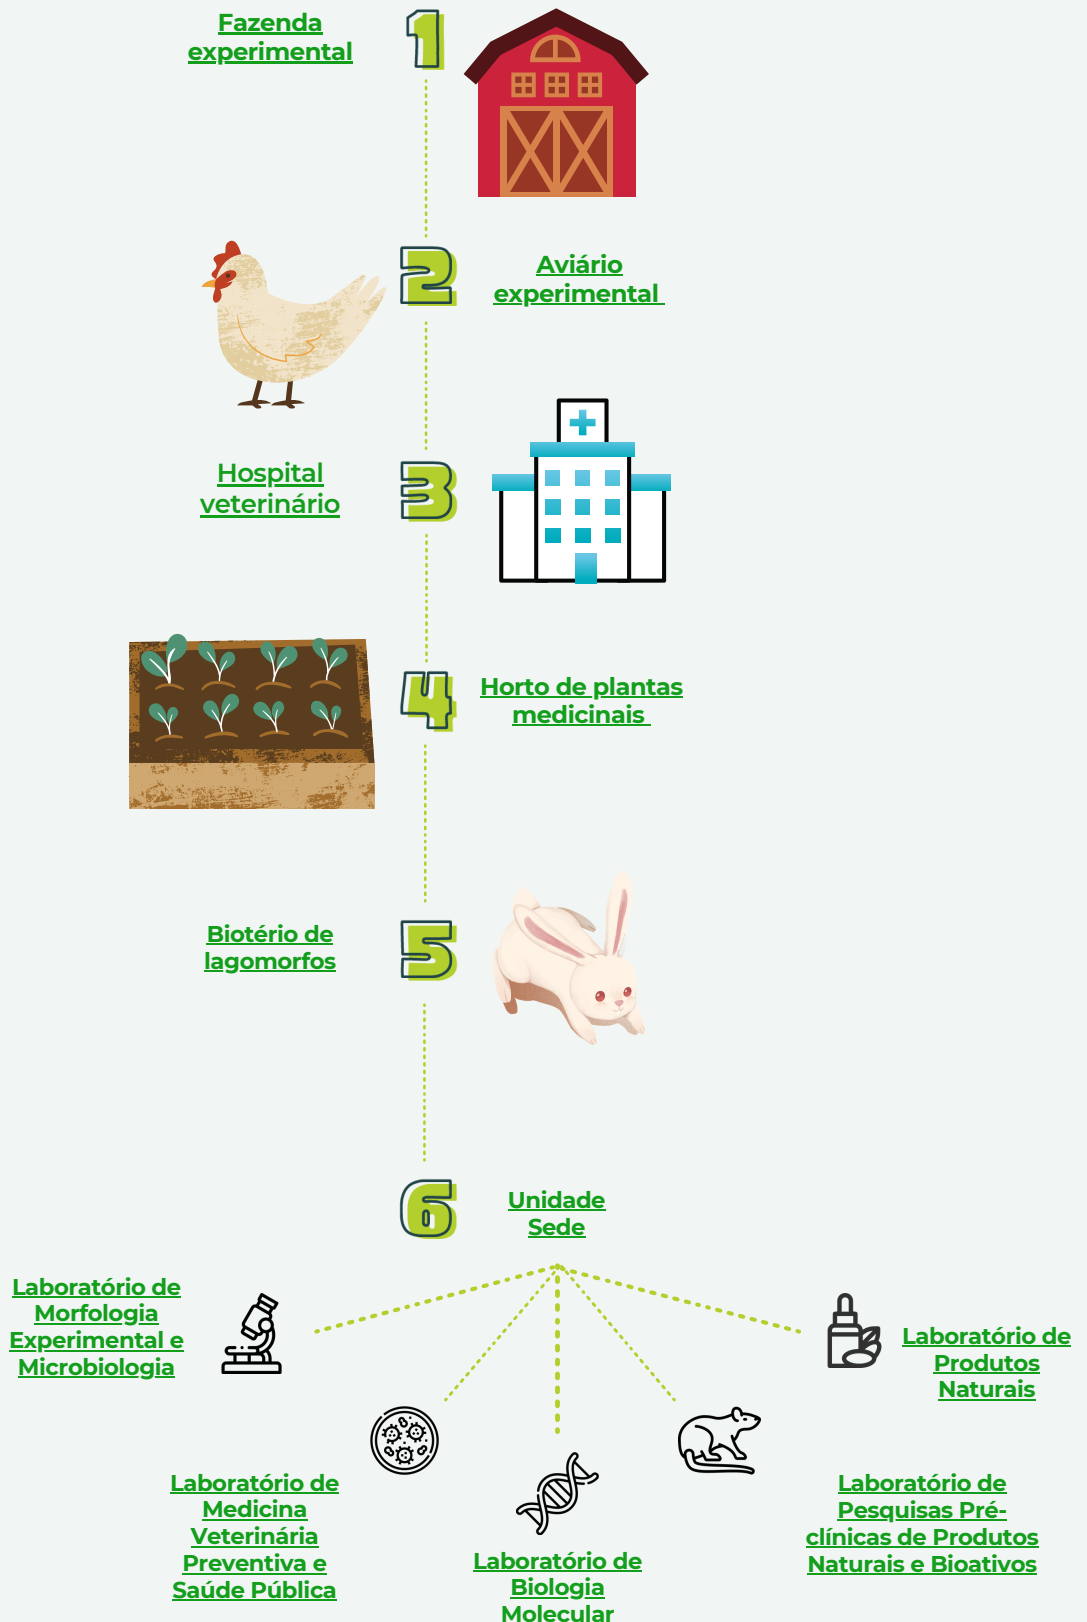 Fazenda
experimental
1
2
Aviário
experimental
Hospital
veterinário
3
4
Horto de plantas
medicinais
Biotério de
lagomorfos
5
6
Unidade
Sede
Laboratório de
Morfologia
Experimental e
Microbiologia
Laboratório de
Produtos
Naturais
Laboratório de
Medicina
Veterinária
Preventiva e
Saúde Pública
Laboratório de
Biologia
Molecular
Laboratório de
Pesquisas Pré-
clínicas de Produtos
Naturais e Bioativos